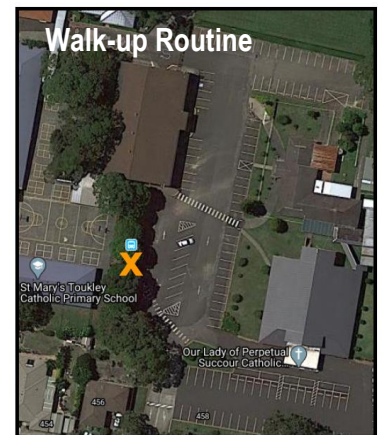 Walk-up Routine
X
St Mary's Toukley
Catholic Primary School
Our Lady of Perpetual
Succour Catholic...
454
456
458